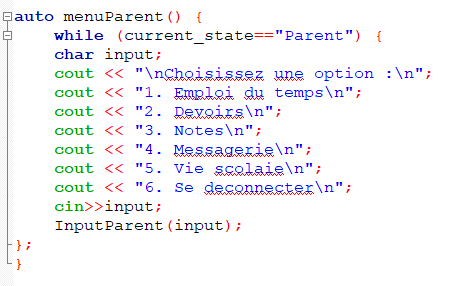 auto menuParent() {
while (current_state=="Parent") {
char input;
cout << "\nChoisissez une option :\n";
cout << "1. Emploi du temps\n";
cout << "2. Devoirs\n";
cout << "3. Notes\n";
cout << "4. Messagerie\n";
cout << "5. Vie scolaie\n";
cout << "6. Se deconnecter\n";
cin>>input;
InputParent(input);
};
}